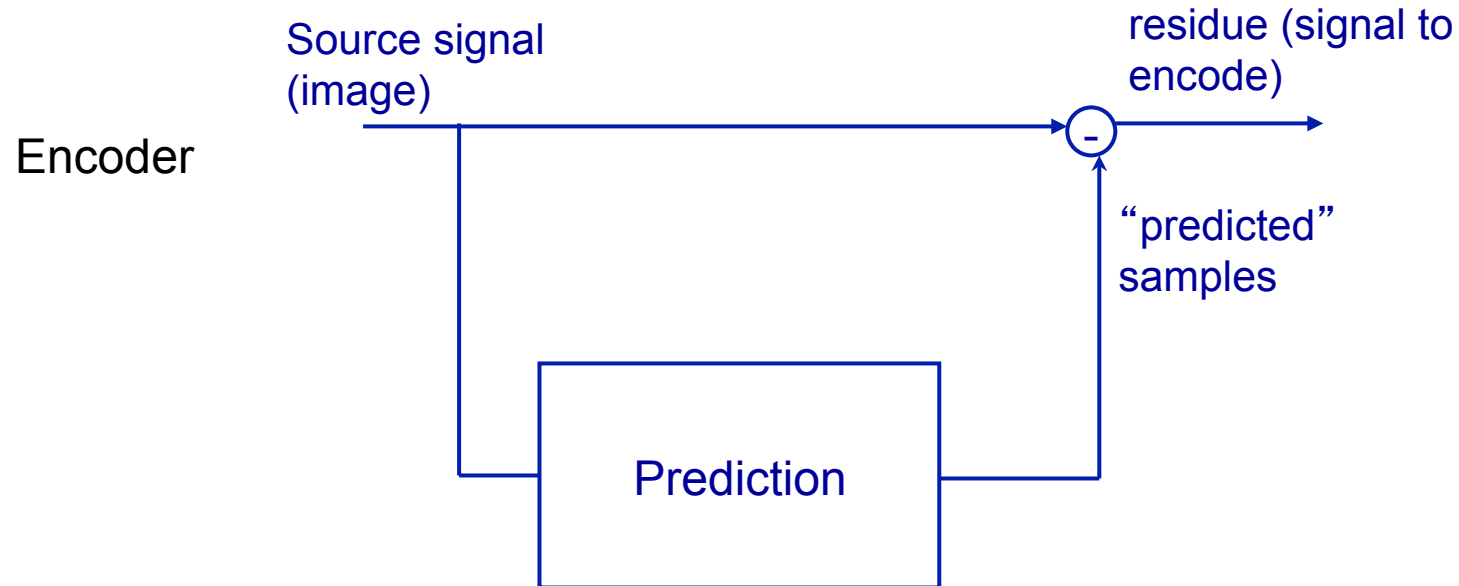 Source signal
(image)
residue (signal to
encode)
Encoder
-
“predicted”
samples
Prediction